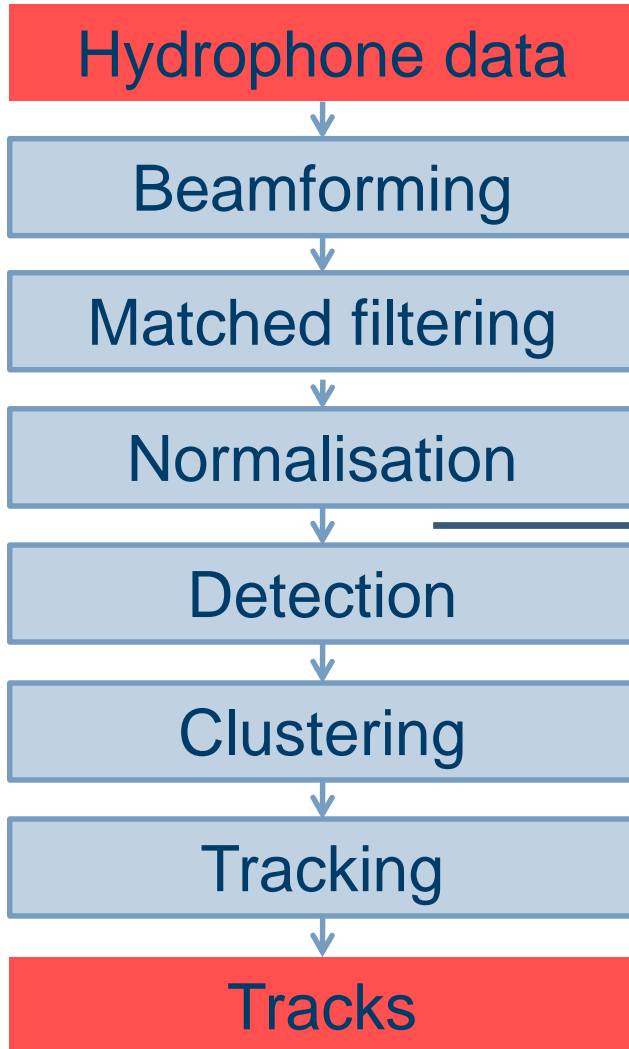 Hydrophone data
Beamforming
Matched filtering
Normalisation
Detection
Clustering
Tracking
Tracks